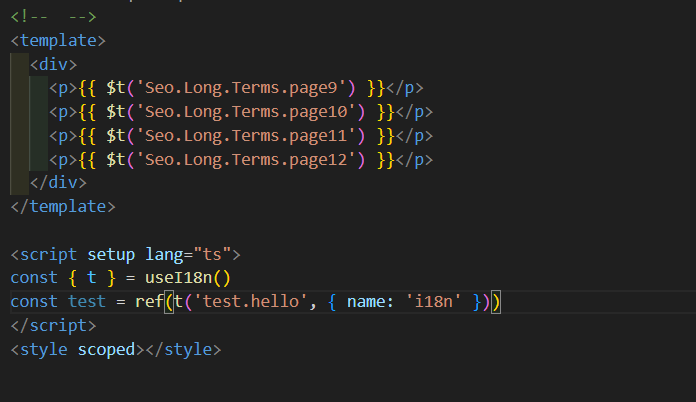 <!--  -->
<template>
  <div>
    <p>{{ $t('Seo.Long.Terms.page9') }}</p>
    <p>{{ $t('Seo.Long.Terms.page10') }}</p>
    <p>{{ $t('Seo.Long.Terms.page11') }}</p>
    <p>{{ $t('Seo.Long.Terms.page12') }}</p>
  </div>
</template>

<script setup lang="ts">
const { t } = useI18n()
const test = ref(t('test.hello', { name: 'i18n' }))
</script>
<style scoped></style>